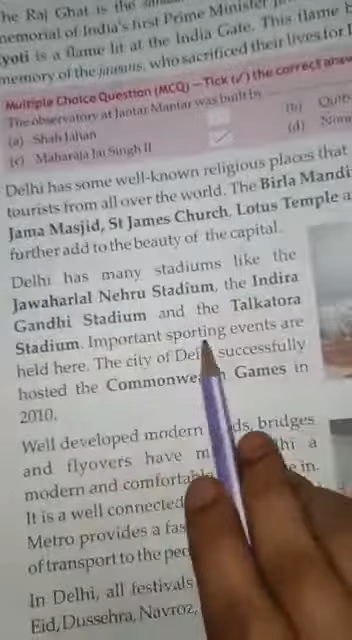 he Raj Ghat is the
memorial of India's first Prime Minister
yoti is a flame lit at the India Gate. This flame
memory of the jawans, who sacrificed their lives for
Multiple Choice Question (MCQ) – Tick (✓) the correct answ
The observatory at Jantar Mantar was built by
(a) Shah Jahan
(b) Qutb
(c) Maharaja Jai Singh II ✓
(d) Non
Delhi has some well-known religious places that
tourists from all over the world. The Birla Mandi
Jama Masjid, St James Church, Lotus Temple a
further add to the beauty of the capital.
Delhi has many stadiums like the
Jawaharlal Nehru Stadium, the Indira
Gandhi Stadium and the Talkatora
Stadium. Important sporting events are
held here. The city of Del successfully
hosted the Commonwea Games in
2010.
Well developed modern ds, bridges
and flyovers have m hi a
modern and comfortabl e in.
It is a well connected
Metro provides a fas
of transport to the peo
In Delhi, all festivals
Eid, Dussehra, Navroz,